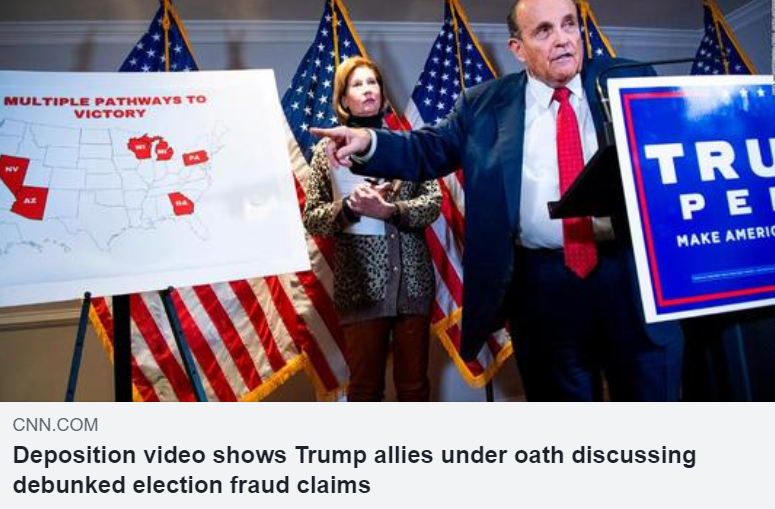 MULTIPLE PATHWAYS TO
VICTORY
WI
MI
PA
NV
AZ
GA
TRU
PE
MAKE AMERIC
CNN.COM
Deposition video shows Trump allies under oath discussing
debunked election fraud claims